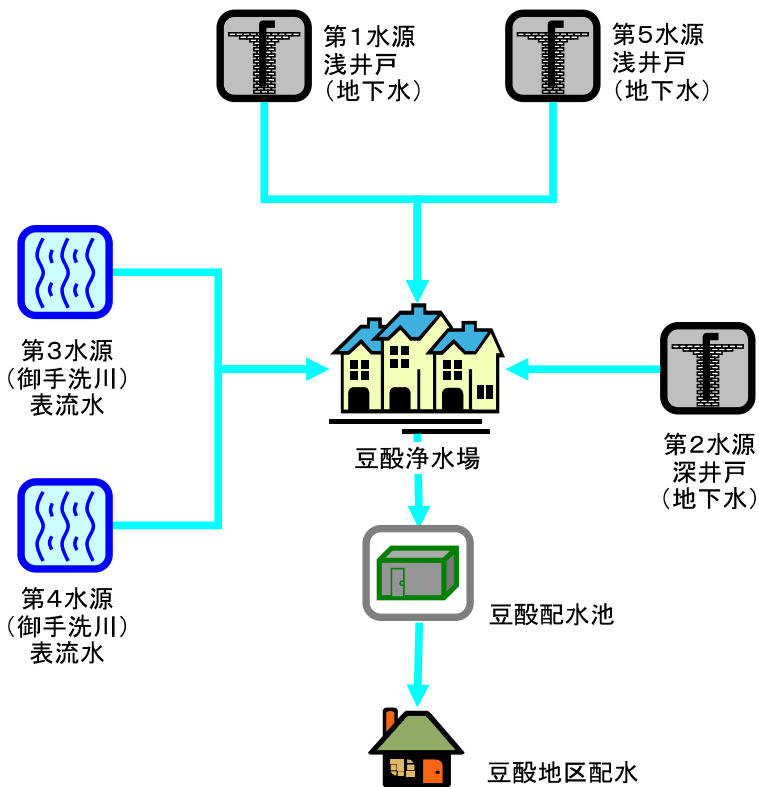 第1水源
浅井戸
(地下水)
第5水源
浅井戸
(地下水)
第3水源
(御手洗川)
表流水
第2水源
深井戸
(地下水)
豆酘浄水場
第4水源
(御手洗川)
表流水
豆酘配水池
豆酘地区配水